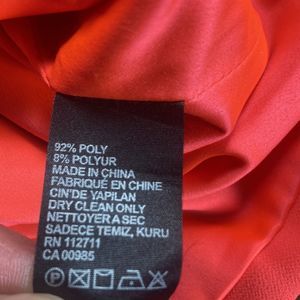 92% POLY
8% POLYUR
MADE IN CHINA
FABRIQUÉ EN CHINE
CIN'DE YAPILAN
DRY CLEAN ONLY
NETTOYER A SEC
SADECE TEMIZ, KURU
RN 112711
CA 00985
P